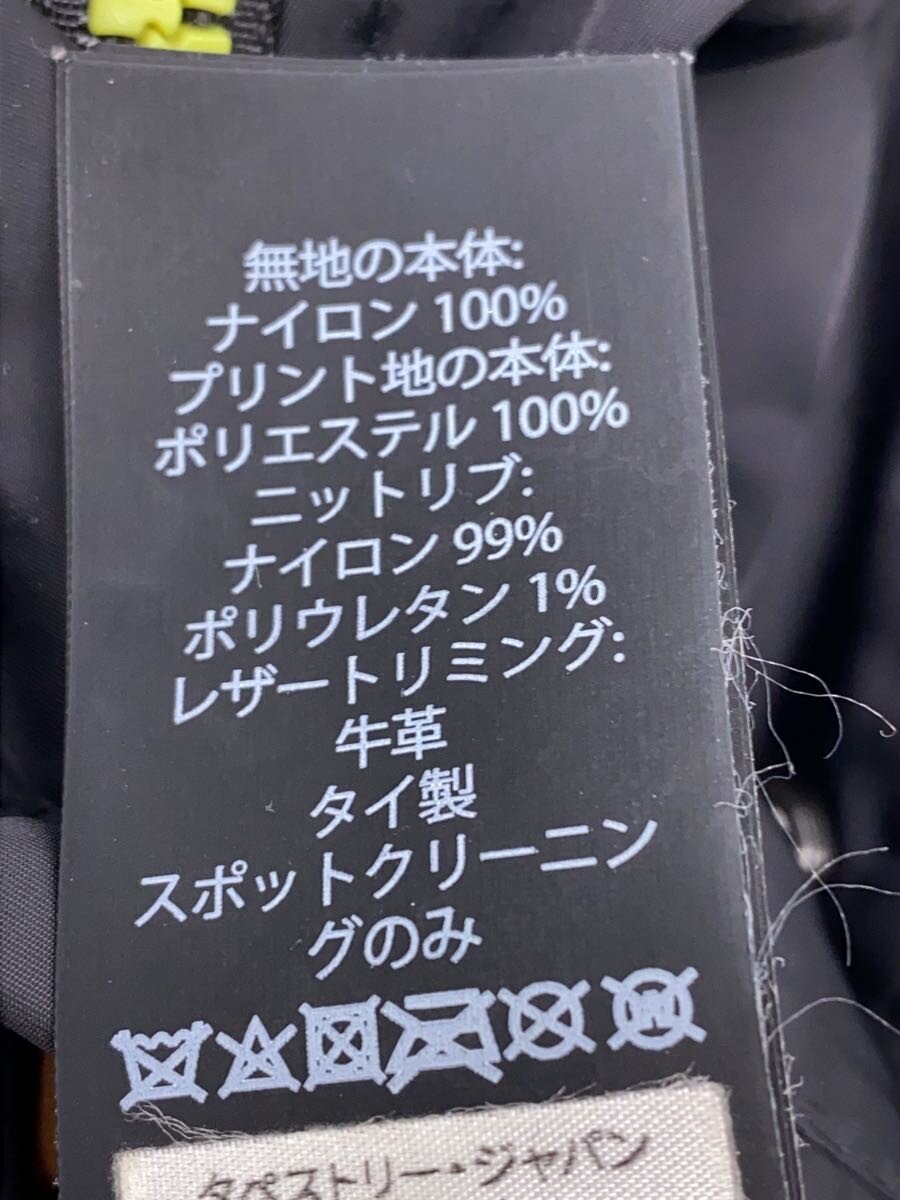 無地の本体:
ナイロン 100%
プリント地の本体:
ポリエステル 100%
ニットリブ:
ナイロン 99%
ポリウレタン 1%
レザートリミング:
牛革
タイ製
スポットクリーニン
グのみ
タペストリー・ジャパン